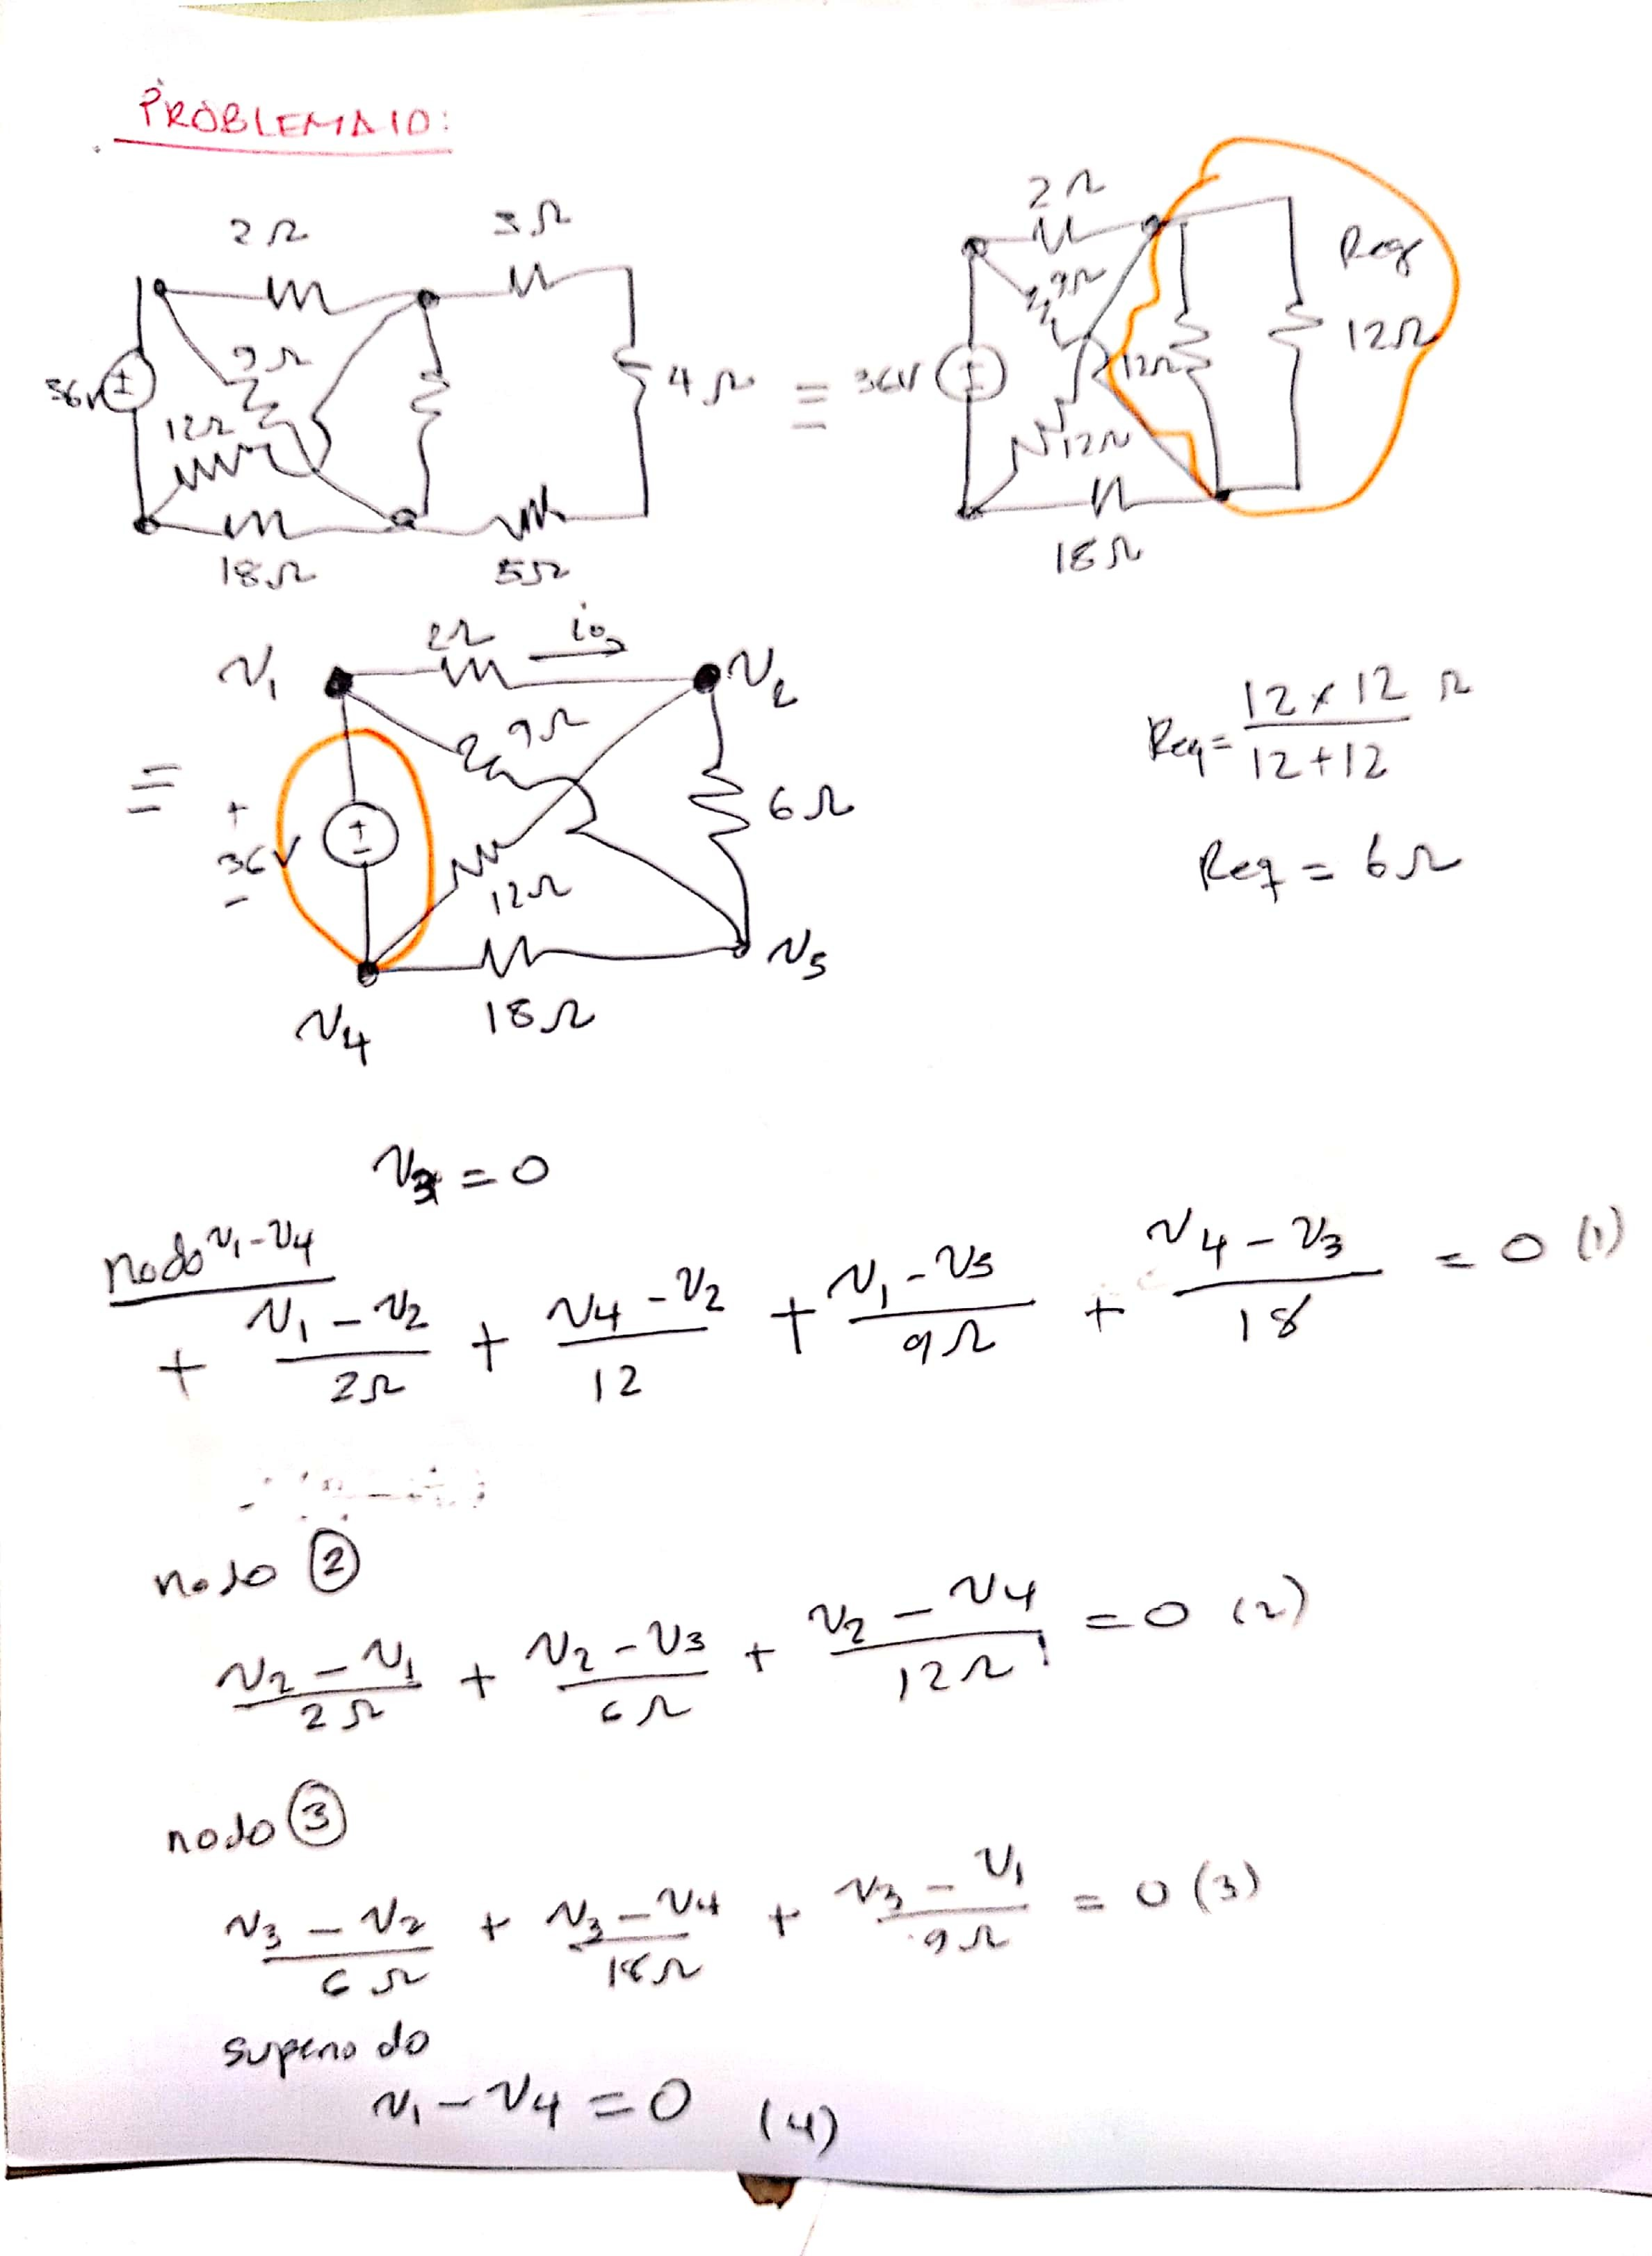 PROBLEMA 10:
2Ω 3Ω
9Ω
36V 12Ω 4Ω
18Ω 5Ω
≡
2Ω
9Ω Req
36V 12Ω 12Ω
12Ω
18Ω
≡
v1 2Ω io v2
9Ω
+ 36V - 6Ω
12Ω
v4 18Ω v3
Req = 12 x 12 Ω / 12 + 12
Req = 6Ω
v3 = 0
nodo v1 - v4
+ v1 - v2 / 2Ω + v4 - v2 / 12 + v1 - v3 / 9Ω + v4 - v3 / 18 = 0 (1)
nodo ②
v2 - v1 / 2Ω + v2 - v3 / 6Ω + v2 - v4 / 12Ω = 0 (2)
nodo ③
v3 - v2 / 6Ω + v3 - v4 / 18Ω + v3 - v1 / 9Ω = 0 (3)
supernodo
v1 - v4 = 0 (4)